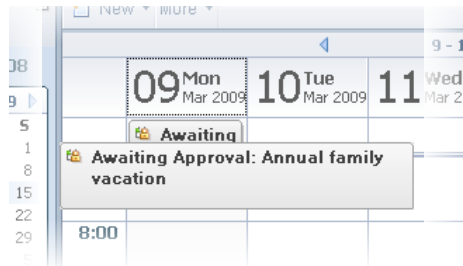 New More
08
9 - 1
9
09 Mon Mar 2009 10 Tue Mar 2009 11 Wed Mar 2
S
1
8
15
22
29
5
Awaiting
Awaiting Approval: Annual family
vacation
8:00